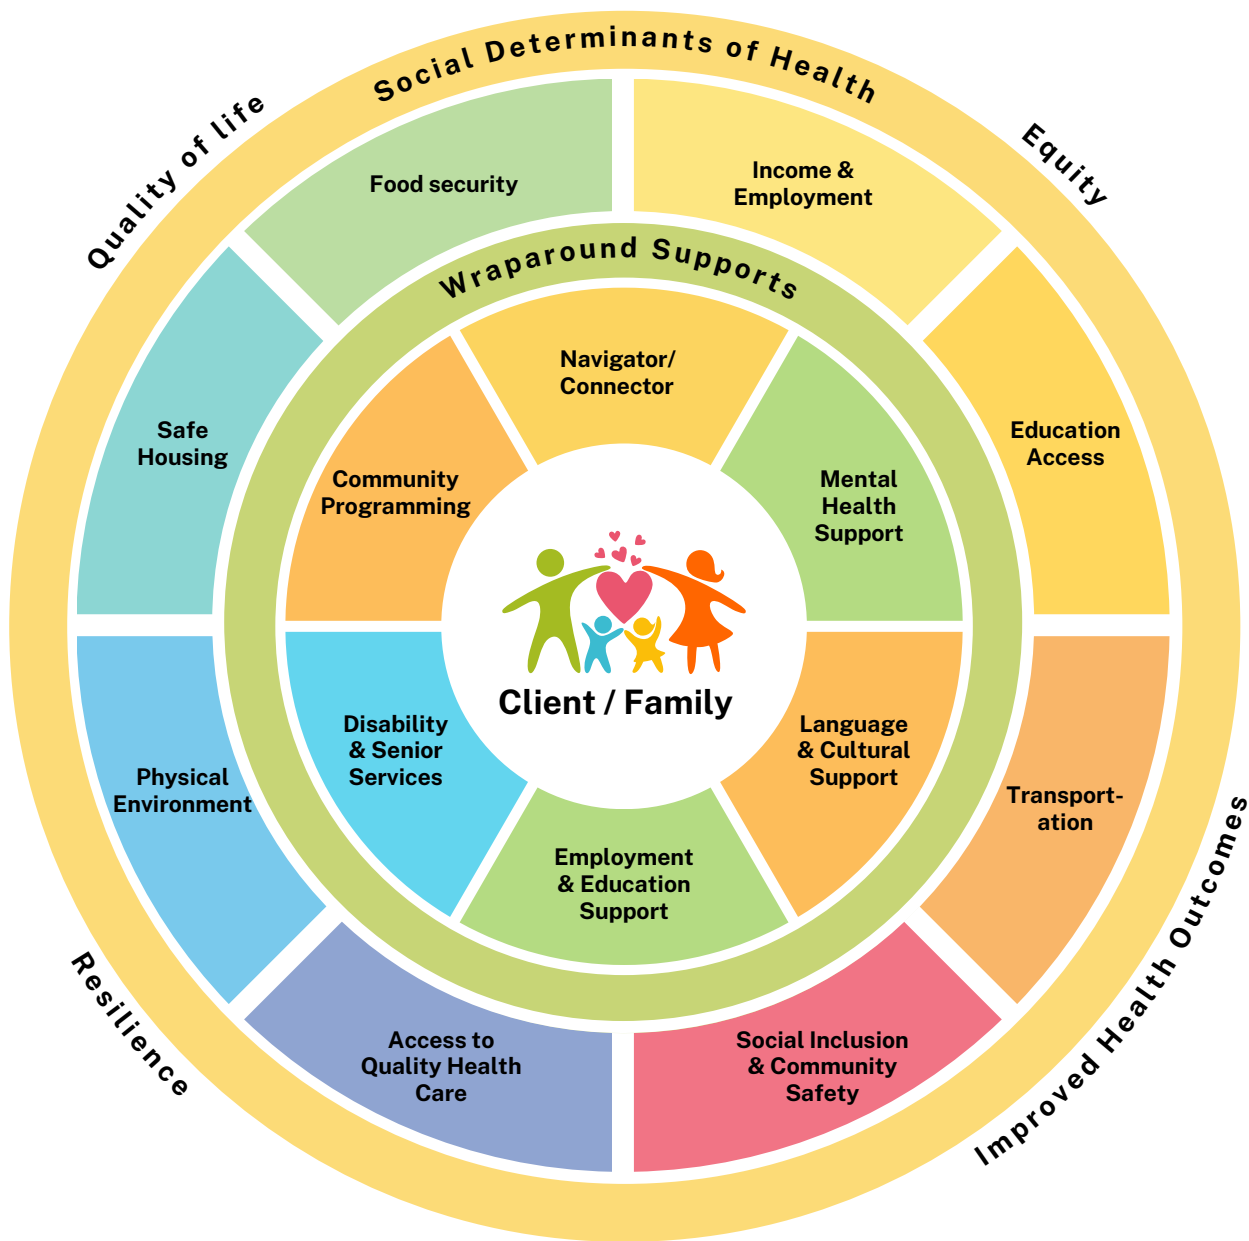 Social Determinants of Health
Quality of life
Equity
Food security
Income &
Employment
Wraparound Supports
Navigator/
Connector
Safe
Housing
Education
Access
Community
Programming
Mental
Health
Support
Client / Family
Disability
& Senior
Services
Language
& Cultural
Support
Physical
Environment
Transport-
ation
Employment
& Education
Support
Resilience
Improved Health Outcomes
Access to
Quality Health
Care
Social Inclusion
& Community
Safety